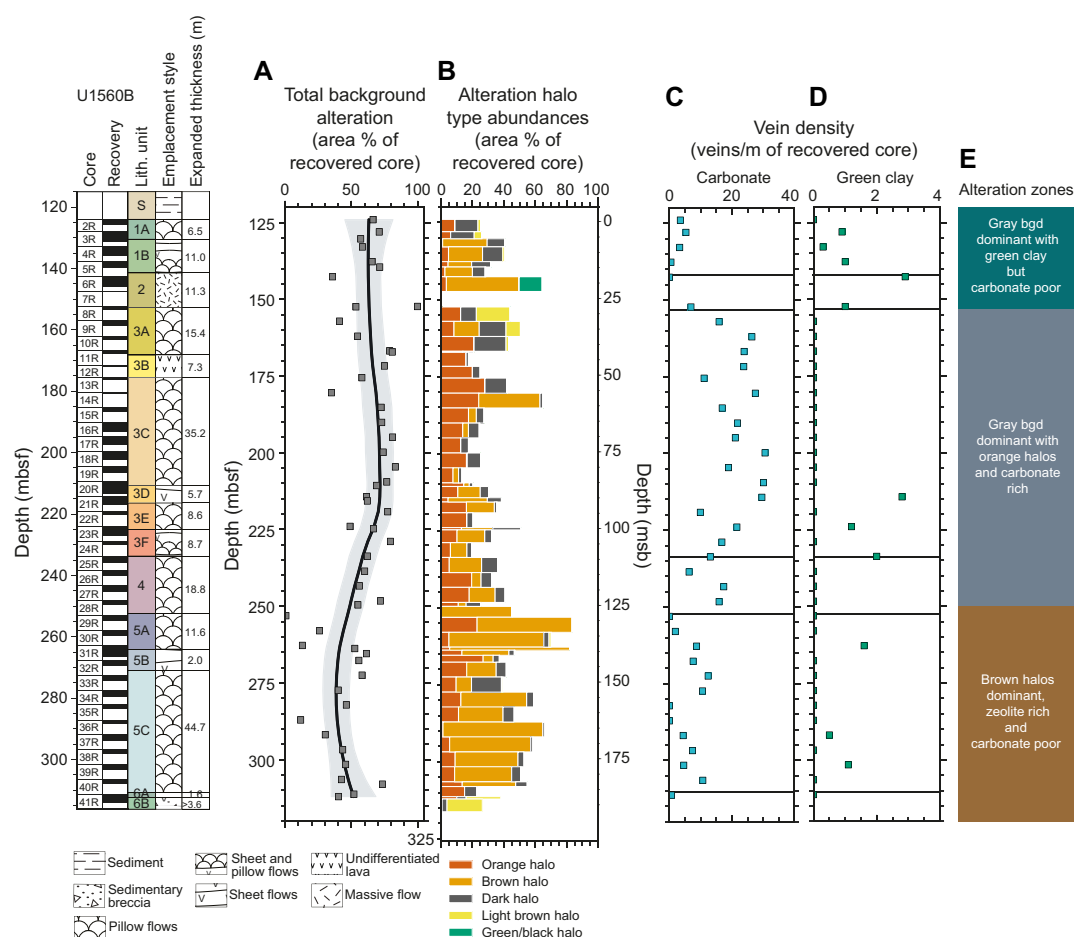 U1560B
Core
Recovery
Lith. unit
Emplacement style
Expanded thickness (m)
Depth (mbsf)
120
140
160
180
200
220
240
260
280
300
2R
3R
4R
5R
6R
7R
8R
9R
10R
11R
12R
13R
14R
15R
16R
17R
18R
19R
20R
21R
22R
23R
24R
25R
26R
27R
28R
29R
30R
31R
32R
33R
34R
35R
36R
37R
38R
39R
40R
41R
S
1A
1B
2
3A
3B
3C
3D
3E
3F
4
5A
5B
5C
6A
6B
6.5
11.0
11.3
15.4
7.3
35.2
5.7
8.6
8.7
18.8
11.6
2.0
44.7
1.6
>3.6
A
Total background
alteration
(area % of
recovered core)
0 50 100
Depth (mbsf)
125
150
175
200
225
250
275
300
325
B
Alteration halo
type abundances
(area % of
recovered core)
0 20 40 60 80 100
0
25
50
75
100
125
150
175
Depth (msb)
C
D
Vein density
(veins/m of recovered core)
Carbonate
Green clay
0 20 40
0 2 4
E
Alteration zones
Gray bgd
dominant with
green clay
but
carbonate poor
Gray bgd
dominant with
orange halos
and carbonate
rich
Brown halos
dominant,
zeolite rich
and
carbonate poor
Sediment
Sheet and
pillow flows
Undifferentiated
lava
Sedimentary
breccia
Sheet flows
Massive flow
Pillow flows
Orange halo
Brown halo
Dark halo
Light brown halo
Green/black halo